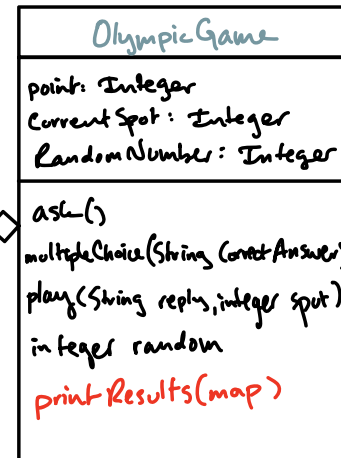 OlympicGame
point: Integer
CorrentSpot: Integer
RandomNumber: Integer
ask()
multipleChoice(String CorrectAnswer)
play(String reply, integer spot)
integer random
printResults(map)